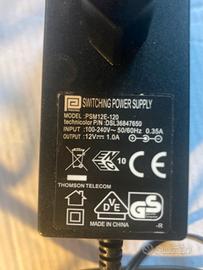 SWITCHING POWER SUPPLY
MODEL :PSM12E-120
technicolor P/N :DSL36847650
INPUT :100-240V~ 50/60Hz 0.35A
OUTPUT :12V⎓1.0A
10
THOMSON TELECOM
VDE
GS
MADE IN CHINA
-R